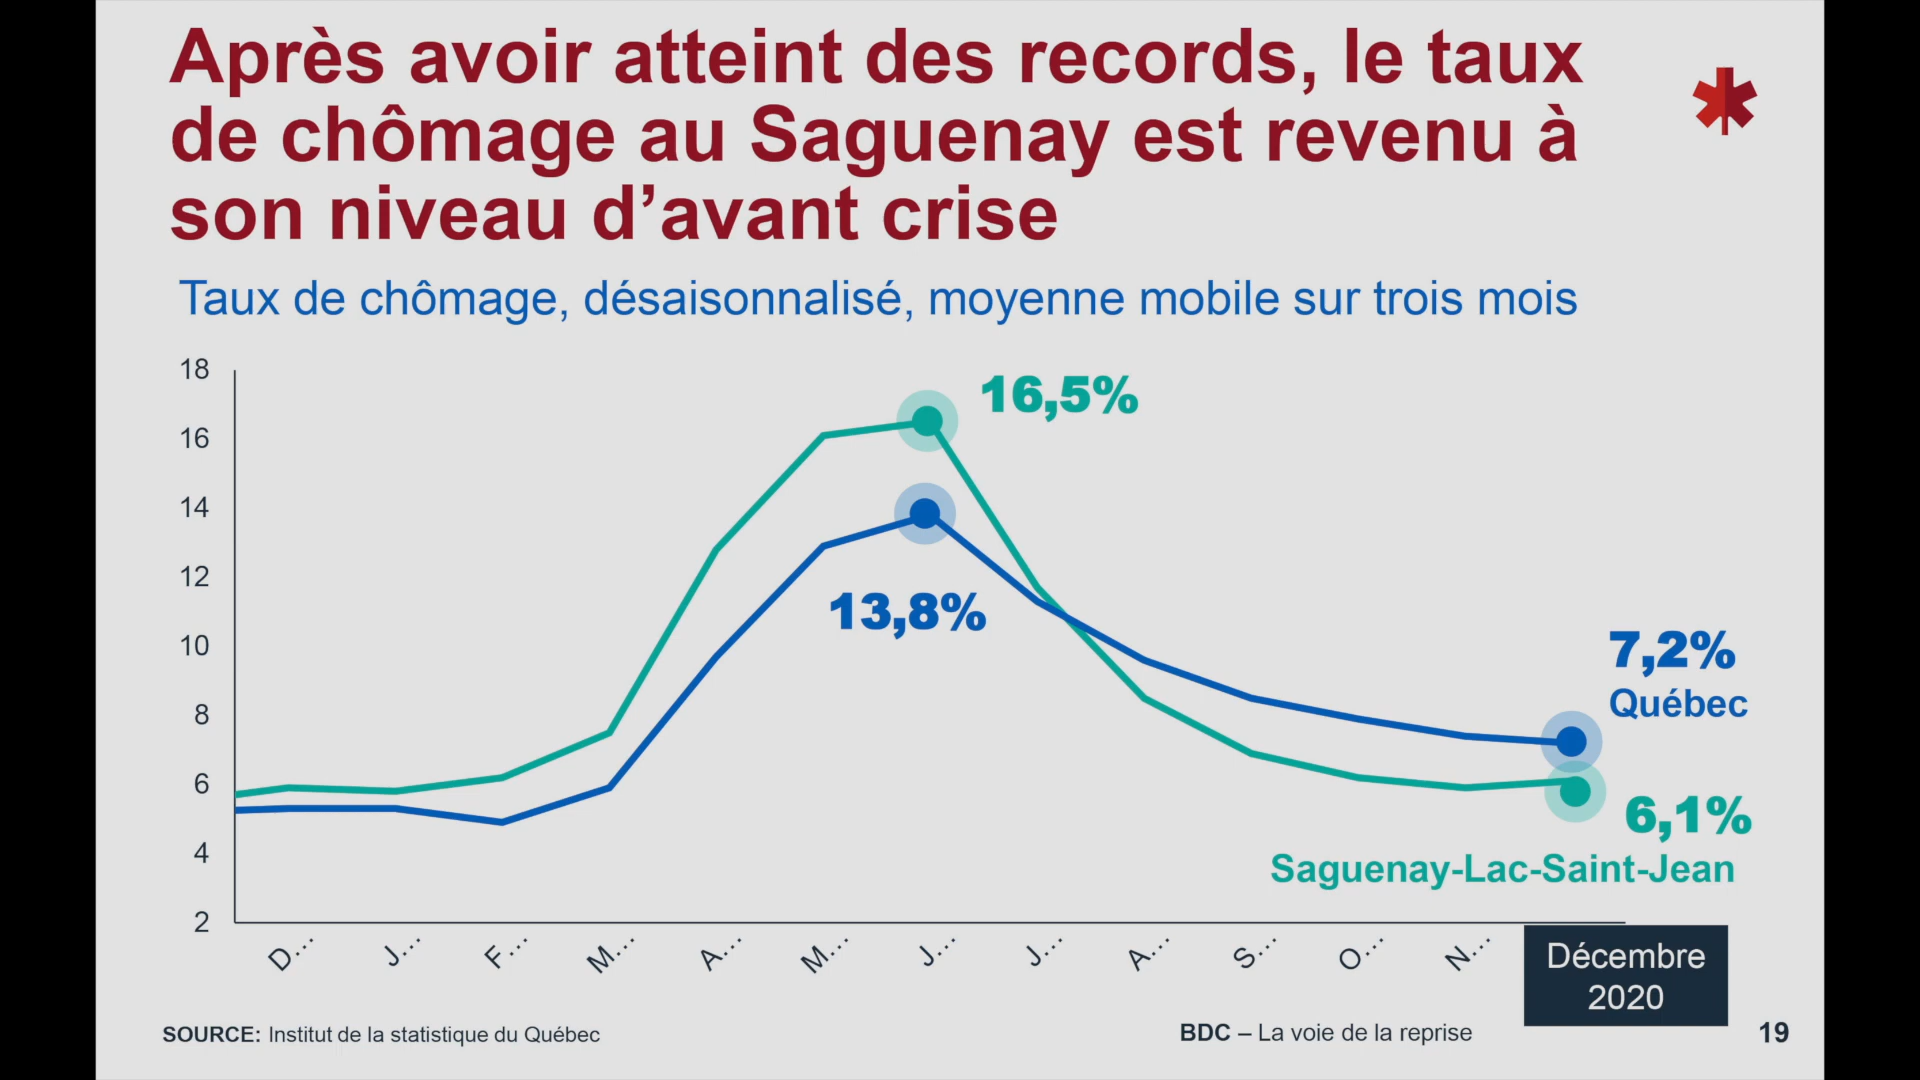 Après avoir atteint des records, le taux
de chômage au Saguenay est revenu à
son niveau d’avant crise
Taux de chômage, désaisonnalisé, moyenne mobile sur trois mois
18
16
14
12
10
8
6
4
2
16,5%
13,8%
7,2%
Québec
6,1%
Saguenay-Lac-Saint-Jean
D...
J...
F...
M...
A...
M...
J...
J...
A...
S...
O...
N...
Décembre
2020
SOURCE: Institut de la statistique du Québec
BDC – La voie de la reprise
19